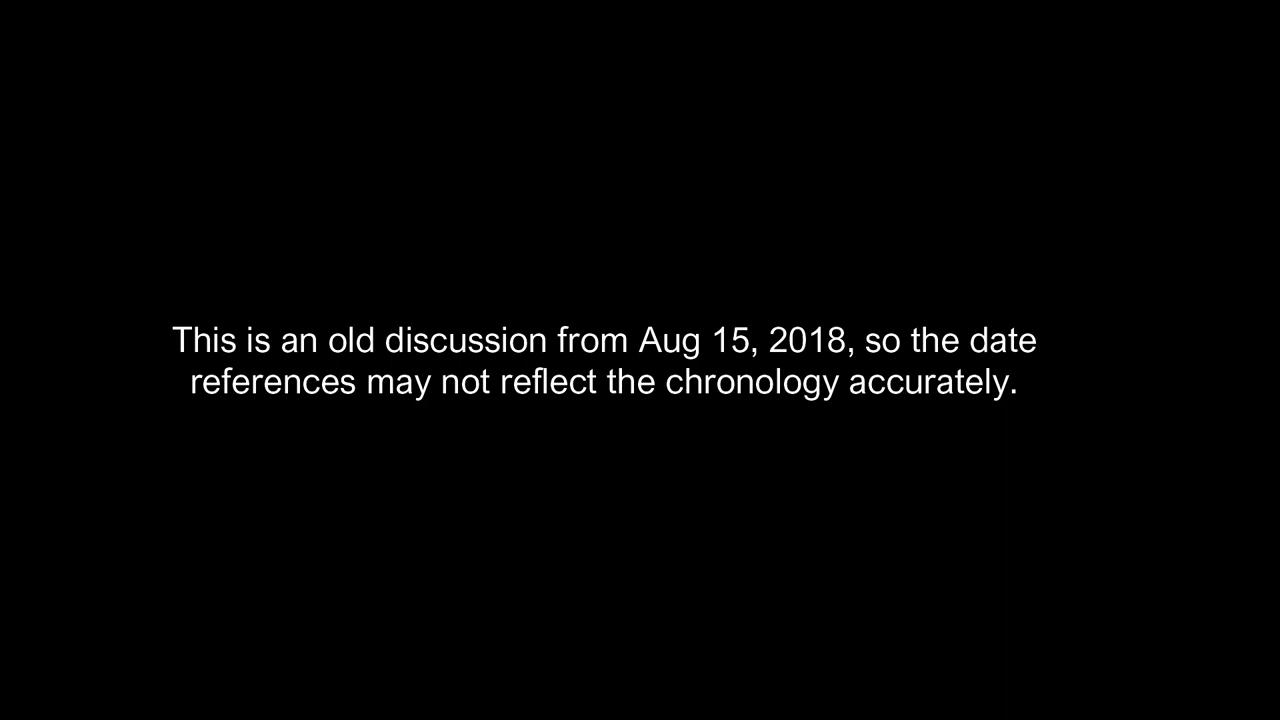 This is an old discussion from Aug 15, 2018, so the date
references may not reflect the chronology accurately.